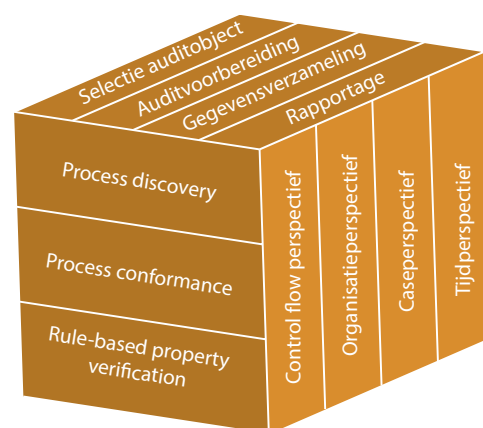 Selectie auditobject
Auditvoorbereiding
Gegevensverzameling
Rapportage
Process discovery
Process conformance
Rule-based property
verification
Control flow perspectief
Organisatieperspectief
Caseperspectief
Tijdperspectief